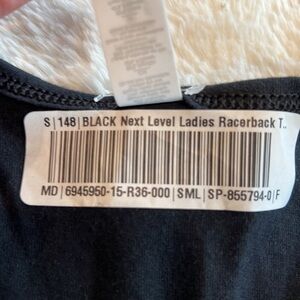 S | 148 | BLACK Next Level Ladies Racerback T..
MD | 6945950-15-R36-000 | SML | SP-855794-0 | F